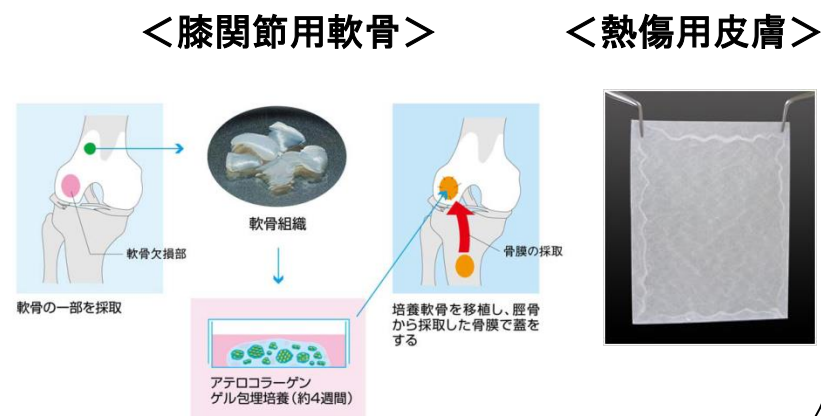 ＜膝関節用軟骨＞
＜熱傷用皮膚＞
軟骨欠損部
軟骨の一部を採取
軟骨組織
アテロコラーゲン
ゲル包埋培養（約4週間）
骨膜の採取
培養軟骨を移植し、脛骨
から採取した骨膜で蓋を
する